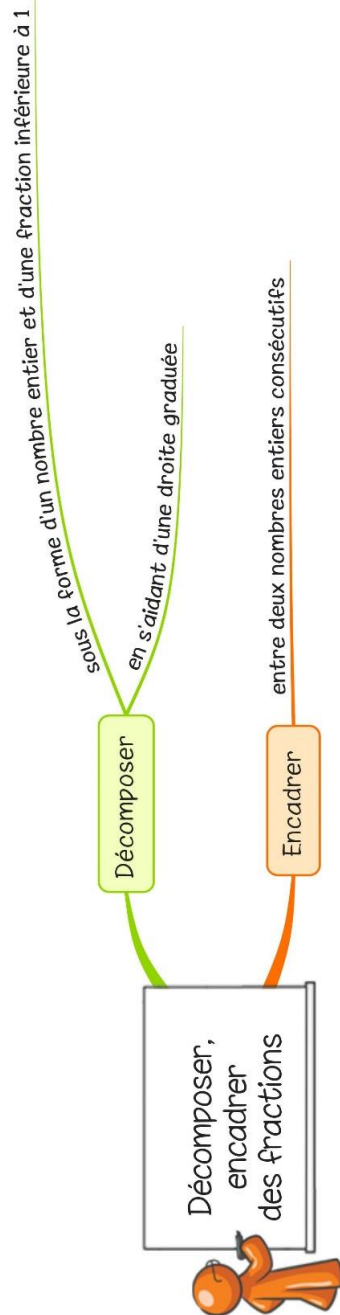 Décomposer,
encadrer
des fractions
Décomposer
sous la forme d'un nombre entier et d'une fraction inférieure à 1
en s'aidant d'une droite graduée
Encadrer
entre deux nombres entiers consécutifs